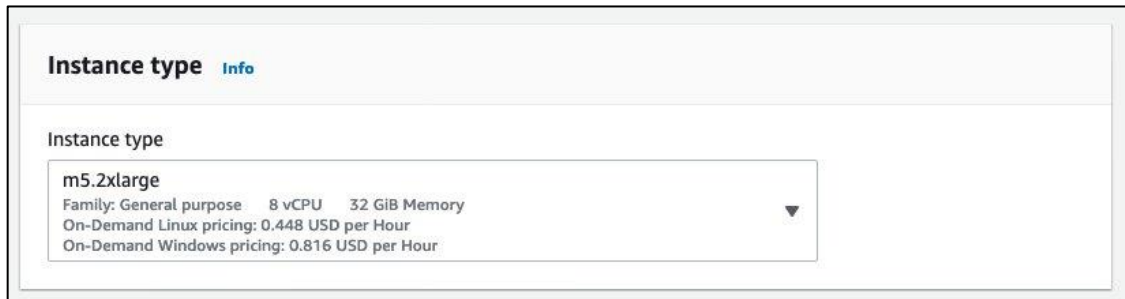 Instance type Info
Instance type
m5.2xlarge
Family: General purpose 8 vCPU 32 GiB Memory
On-Demand Linux pricing: 0.448 USD per Hour
On-Demand Windows pricing: 0.816 USD per Hour